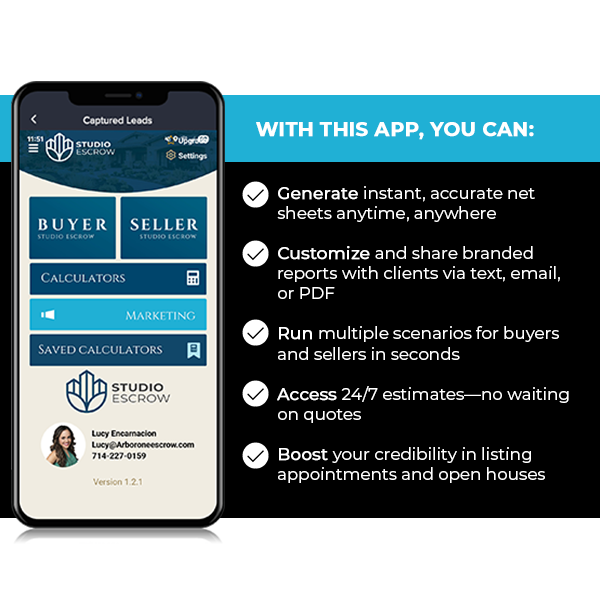 Captured Leads
11:51
Upgrade
STUDIO
ESCROW
Settings
BUYER
STUDIO ESCROW
SELLER
STUDIO ESCROW
CALCULATORS
MARKETING
SAVED CALCULATORS
STUDIO
ESCROW
Lucy Encarnacion
Lucy@Arboroneescrow.com
714-227-0159
Version 1.2.1
WITH THIS APP, YOU CAN:
Generate instant, accurate net
sheets anytime, anywhere
Customize and share branded
reports with clients via text, email,
or PDF
Run multiple scenarios for buyers
and sellers in seconds
Access 24/7 estimates—no waiting
on quotes
Boost your credibility in listing
appointments and open houses